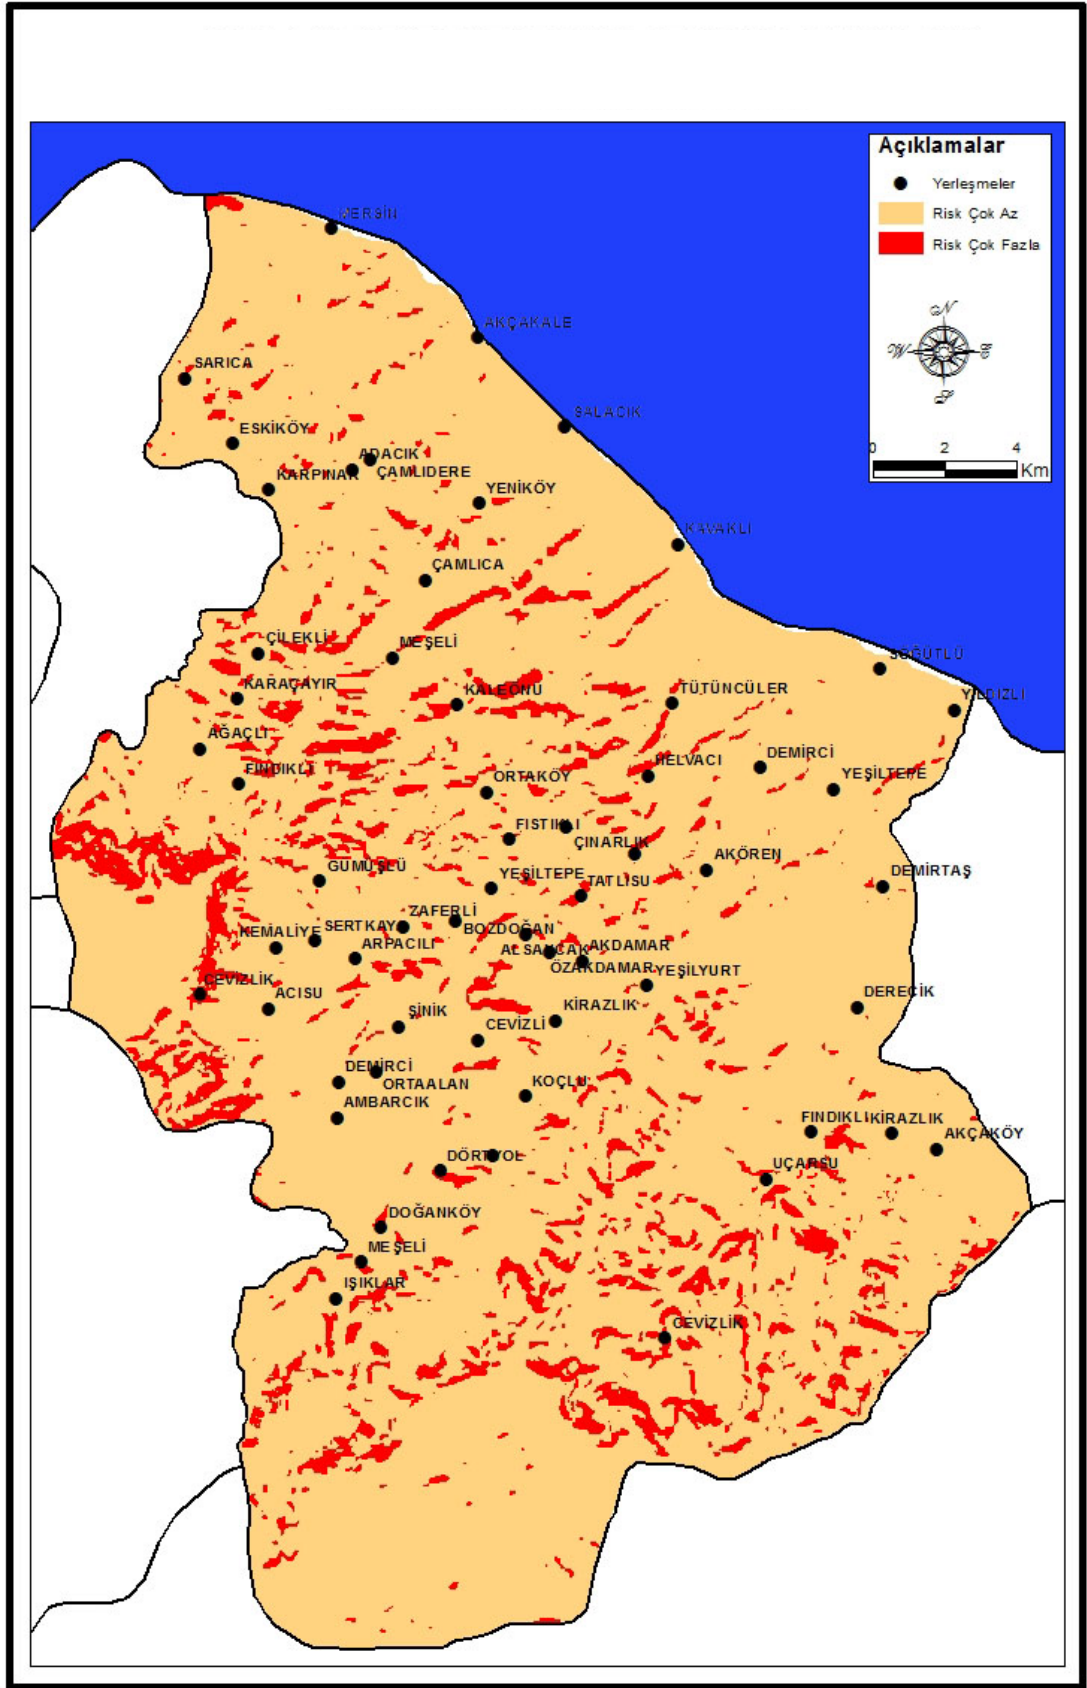 Açıklamalar
Yerleşmeler
Risk Çok Az
Risk Çok Fazla
N
W
E
S
0 2 4
Km
MERSİN
AKÇAKALE
SARICA
SALACIK
ESKİKÖY
ADACIK
KARPINAR
ÇAMLIDERE
YENİKÖY
KAVAKLI
ÇAMLICA
ÇİLEKLİ
MEŞELİ
SÖĞÜTLÜ
KARAÇAYIR
KALEÖNÜ
TÜTÜNCÜLER
YILDIZLI
AĞAÇLI
FINDIKLI
ORTAKÖY
HELVACI
DEMİRCİ
YEŞİLTEPE
FISTIKLI
ÇINARLIK
AKÖREN
GÜMÜŞLÜ
YEŞİLTEPE
TATLISU
DEMİRTAŞ
ZAFERLİ
KEMALİYE
SERTKAYA
BOZDOĞAN
ARPACILI
ALSANCAK
AKDAMAR
ÖZAKDAMAR
YEŞİLYURT
CEVİZLİK
ACISU
DERECİK
ŞİNİK
KİRAZLIK
CEVİZLİ
DEMİRCİ
ORTAALAN
KOÇLU
AMBARCIK
FINDIKLI
KİRAZLIK
AKÇAKÖY
DÖRTYOL
UÇARSU
DOĞANKÖY
MEŞELİ
IŞIKLAR
CEVİZLİK